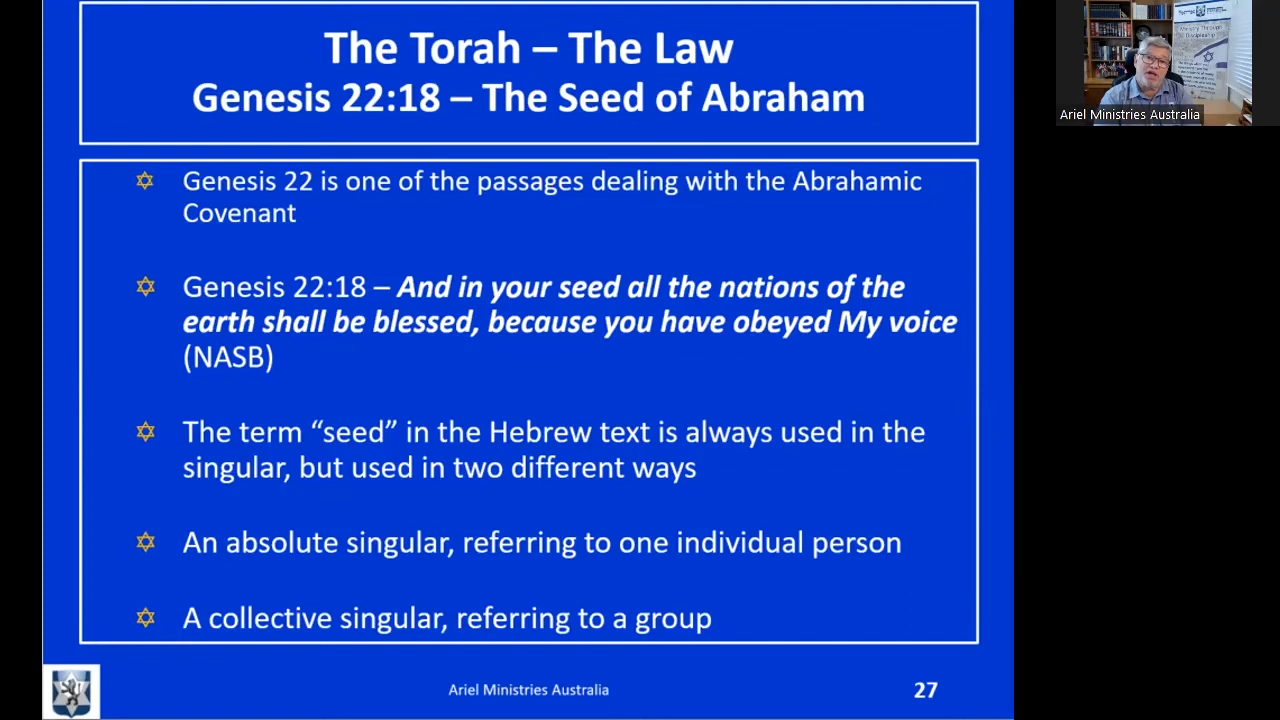 The Torah – The Law
Genesis 22:18 – The Seed of Abraham
Genesis 22 is one of the passages dealing with the Abrahamic
Covenant
Genesis 22:18 – And in your seed all the nations of the
earth shall be blessed, because you have obeyed My voice
(NASB)
The term “seed” in the Hebrew text is always used in the
singular, but used in two different ways
An absolute singular, referring to one individual person
A collective singular, referring to a group
Ariel Ministries Australia
27
Ministry Through
Discipleship
Ariel Ministries Australia